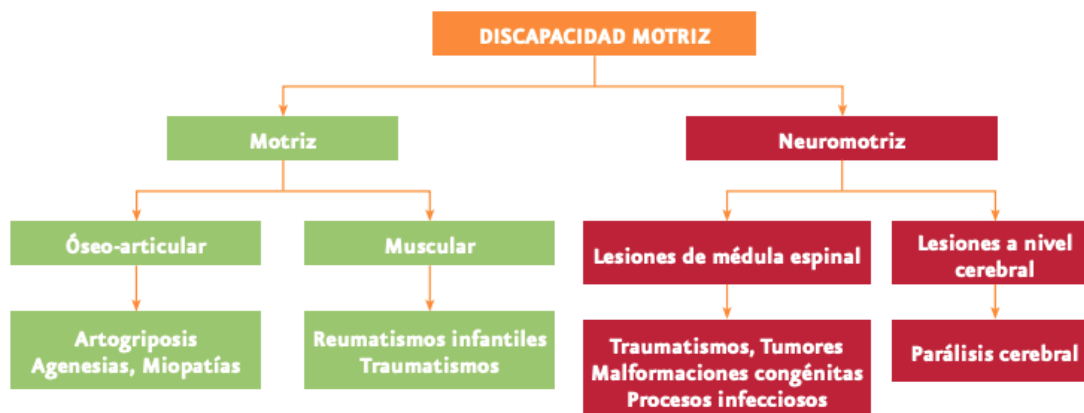 DISCAPACIDAD MOTRIZ
Motriz
Neuromotriz
Óseo-articular
Muscular
Lesiones de médula espinal
Lesiones a nivel
cerebral
Artogriposis
Agenesias, Miopatías
Reumatismos infantiles
Traumatismos
Traumatismos, Tumores
Malformaciones congénitas
Procesos infecciosos
Parálisis cerebral